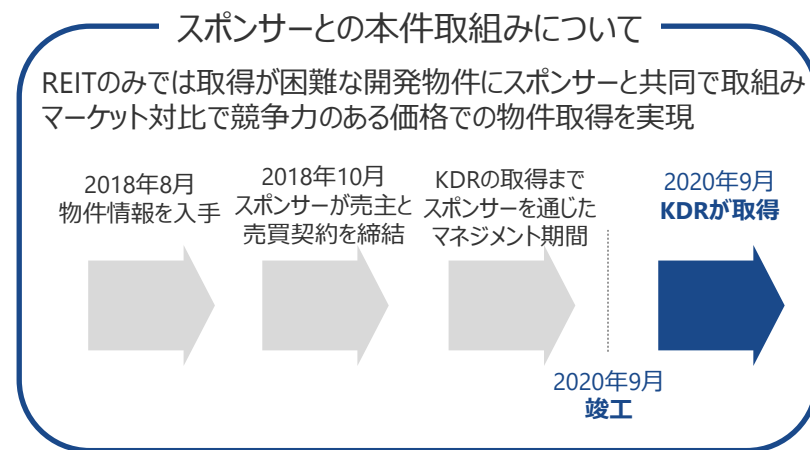 スポンサーとの本件取組みについて
REITのみでは取得が困難な開発物件にスポンサーと共同で取組み
マーケット対比で競争力のある価格での物件取得を実現
2018年8月
物件情報を入手
2018年10月
スポンサーが売主と
売買契約を締結
KDRの取得まで
スポンサーを通じた
マネジメント期間
2020年9月
KDRが取得
2020年9月
竣工